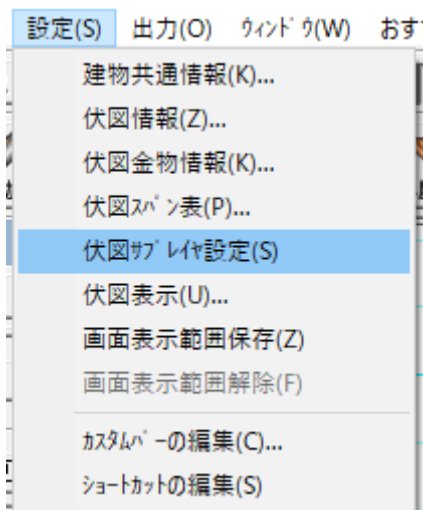 設定(S) 出力(O) ｳｨﾝﾄﾞｳ(W) おす
建物共通情報(K)...
伏図情報(Z)...
伏図金物情報(K)...
伏図ｽﾊﾟﾝ表(P)...
伏図ｻﾌﾞﾚｲﾔ設定(S)
伏図表示(U)...
画面表示範囲保存(Z)
画面表示範囲解除(F)
ｶｽﾀﾑﾊﾞｰの編集(C)...
ｼｮｰﾄｶｯﾄの編集(S)